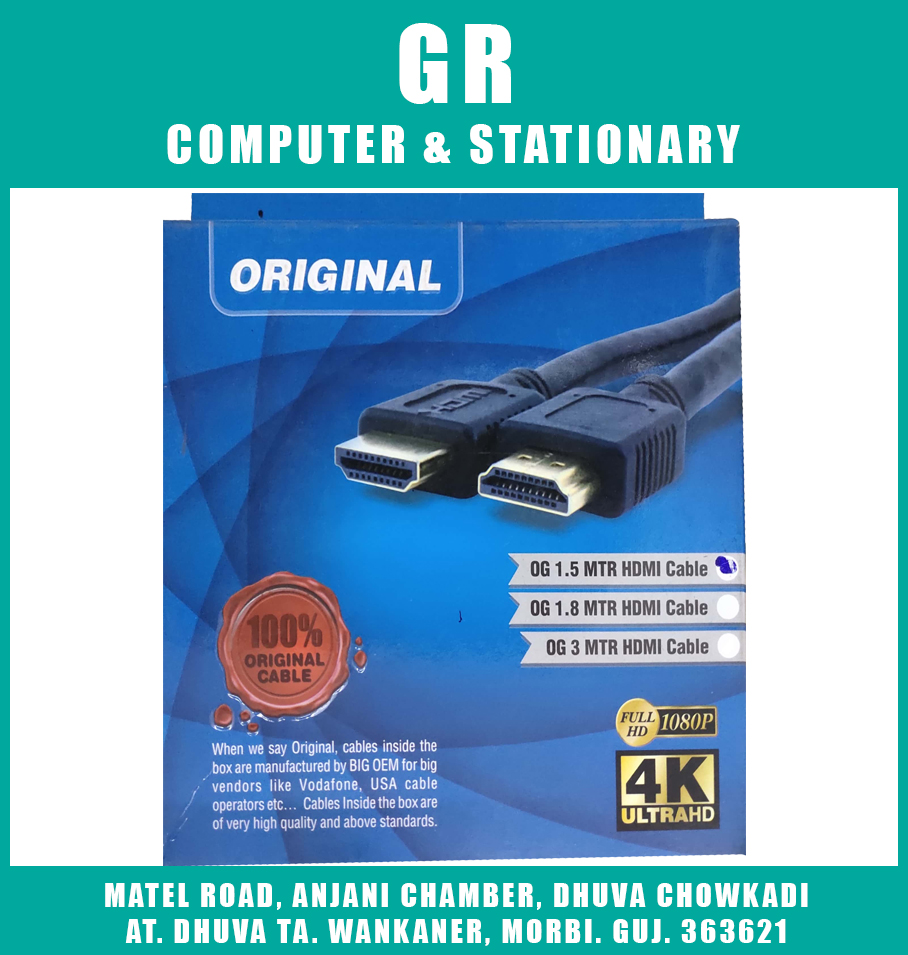 GR
COMPUTER & STATIONARY
ORIGINAL
HDMI
OG 1.5 MTR HDMI Cable
OG 1.8 MTR HDMI Cable
OG 3 MTR HDMI Cable
100%
ORIGINAL
CABLE
FULL
HD
1080P
4K
ULTRAHD
When we say Original, cables inside the
box are manufactured by BIG OEM for big
vendors like Vodafone, USA cable
operators etc... Cables Inside the box are
of very high quality and above standards.
MATEL ROAD, ANJANI CHAMBER, DHUVA CHOWKADI
AT. DHUVA TA. WANKANER, MORBI. GUJ. 363621